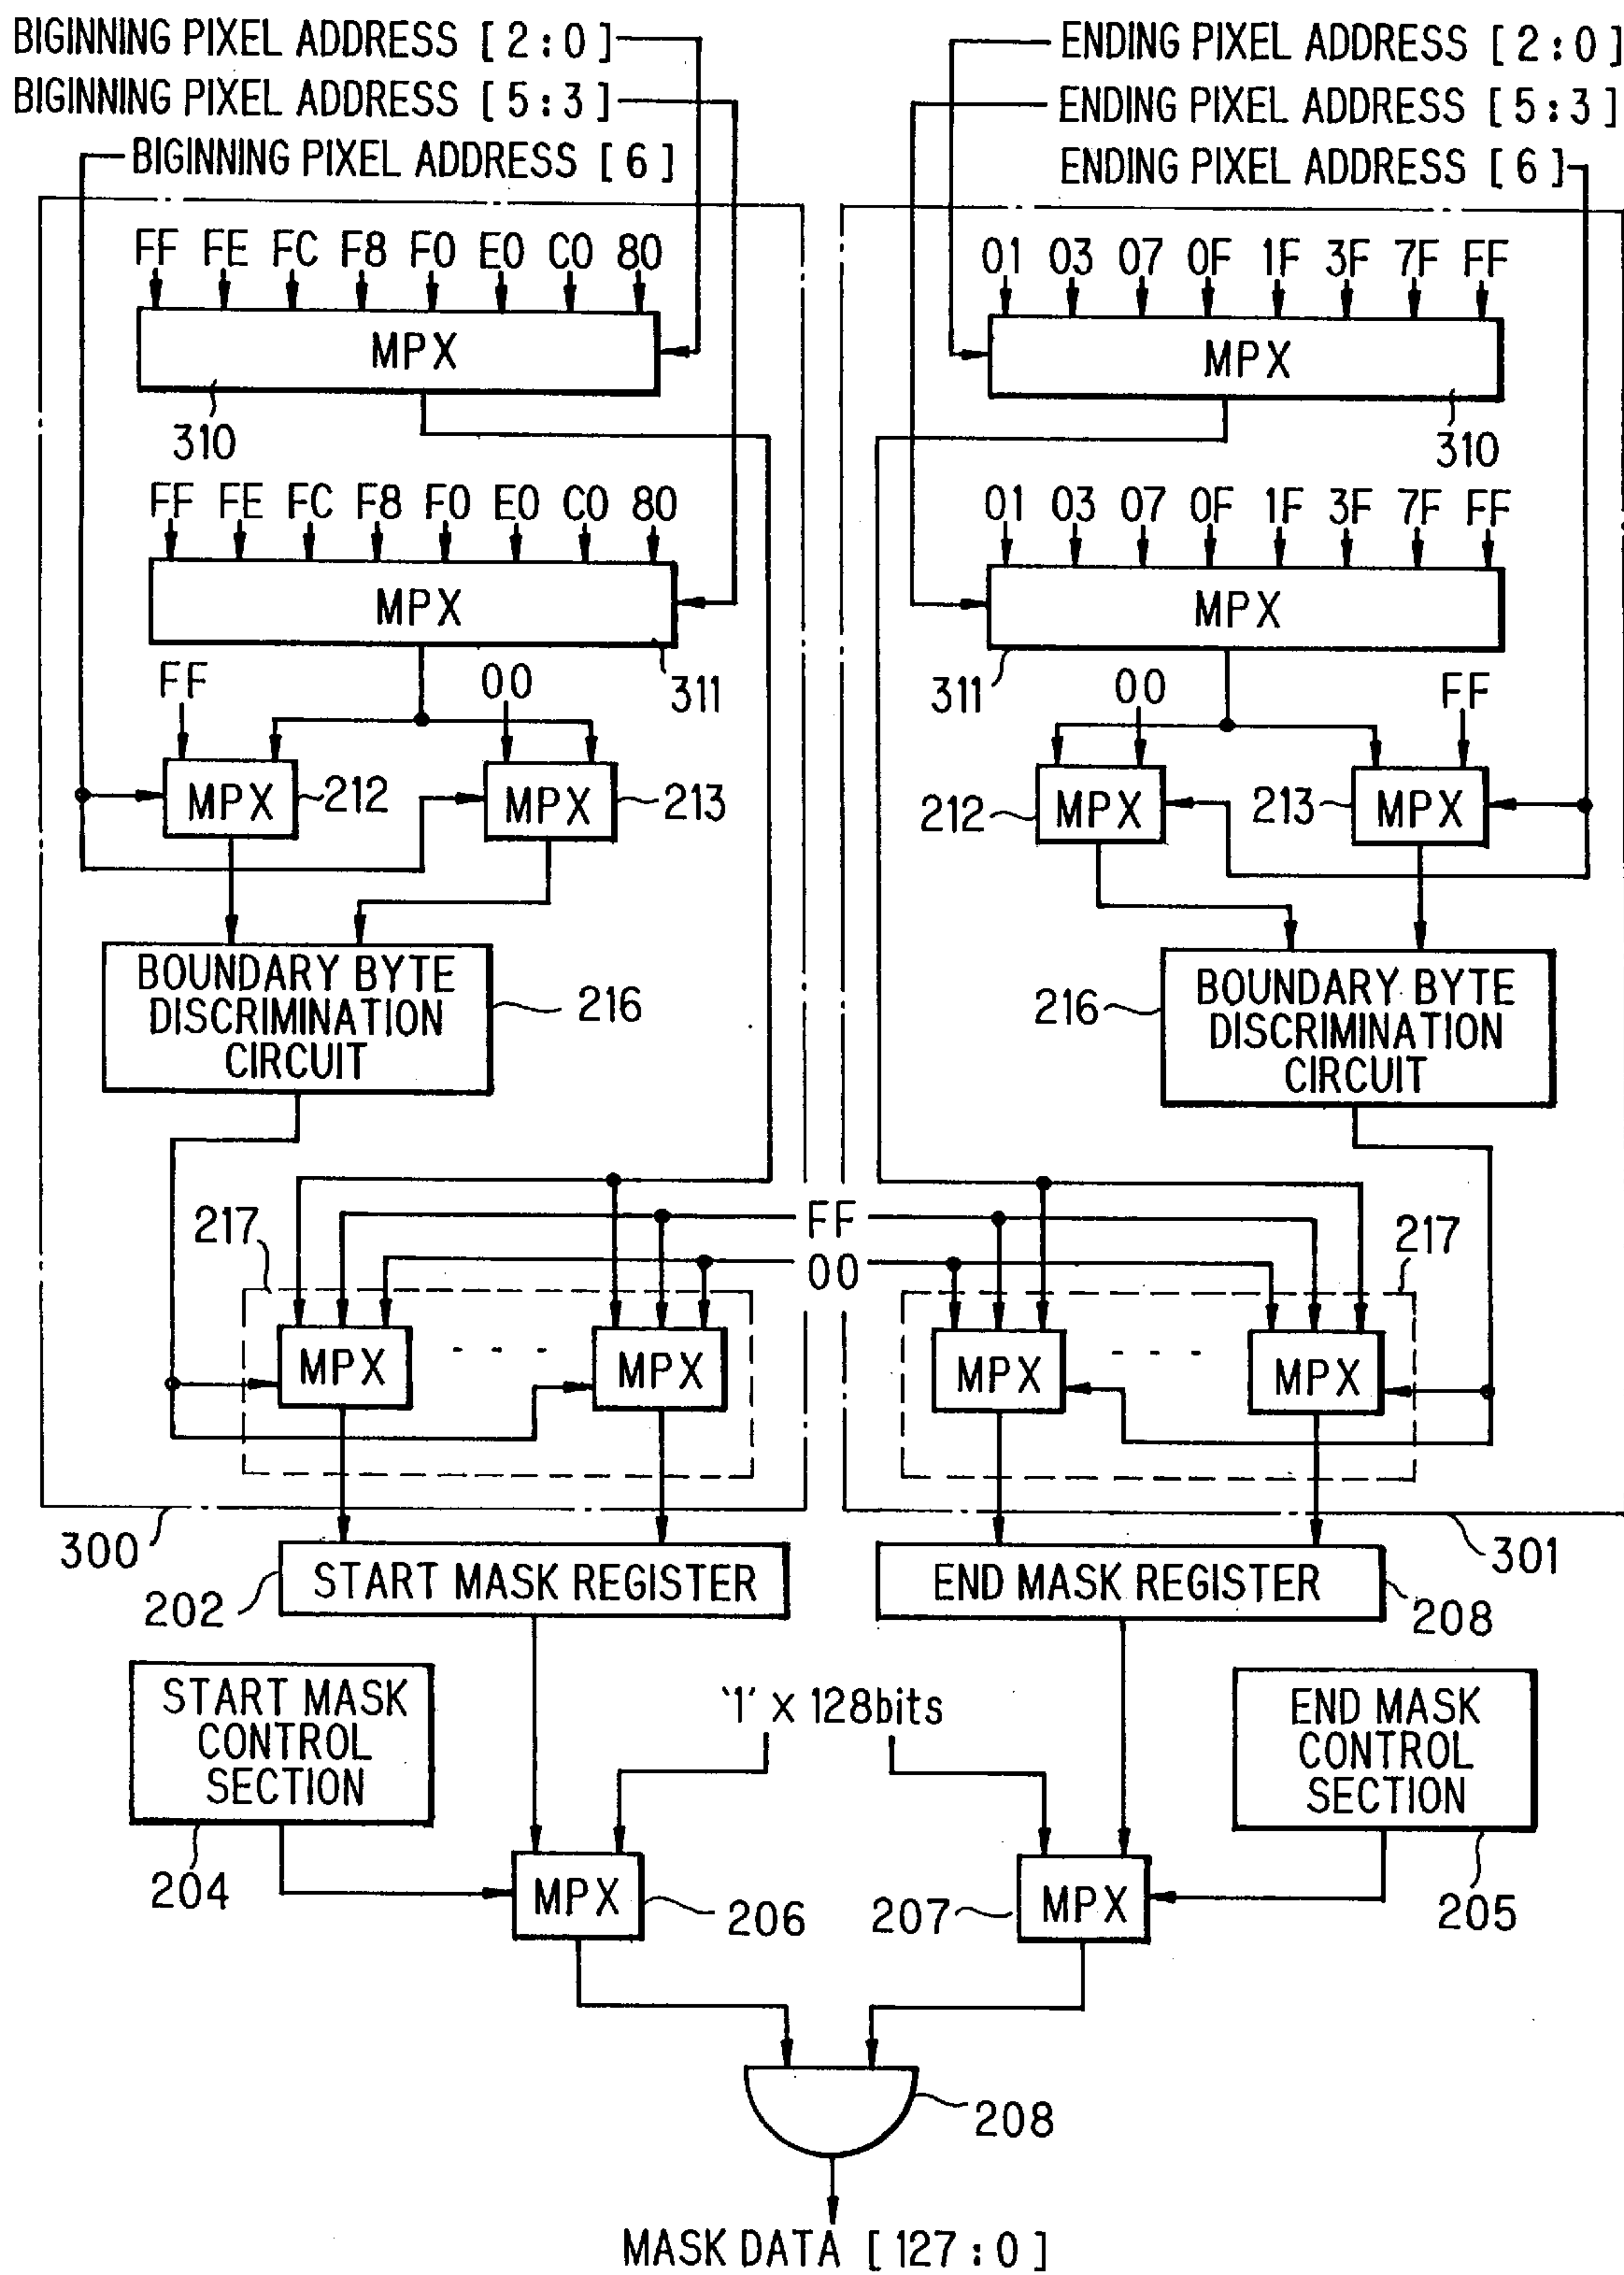 BIGINNING PIXEL ADDRESS [2:0]
BIGINNING PIXEL ADDRESS [5:3]
BIGINNING PIXEL ADDRESS [6]
ENDING PIXEL ADDRESS [2:0]
ENDING PIXEL ADDRESS [5:3]
ENDING PIXEL ADDRESS [6]
FF FE FC F8 F0 E0 C0 80
MPX
310
01 03 07 0F 1F 3F 7F FF
MPX
310
FF FE FC F8 F0 E0 C0 80
MPX
311
01 03 07 0F 1F 3F 7F FF
MPX
311
FF
00
MPX
212
MPX
213
00
FF
212
MPX
213
MPX
BOUNDARY BYTE
DISCRIMINATION
CIRCUIT
216
216
BOUNDARY BYTE
DISCRIMINATION
CIRCUIT
217
FF
00
217
MPX
MPX
MPX
MPX
300
301
START MASK REGISTER
202
END MASK REGISTER
208
START MASK
CONTROL
SECTION
204
'1' X 128bits
END MASK
CONTROL
SECTION
205
MPX
206
207
MPX
208
MASK DATA [127:0]